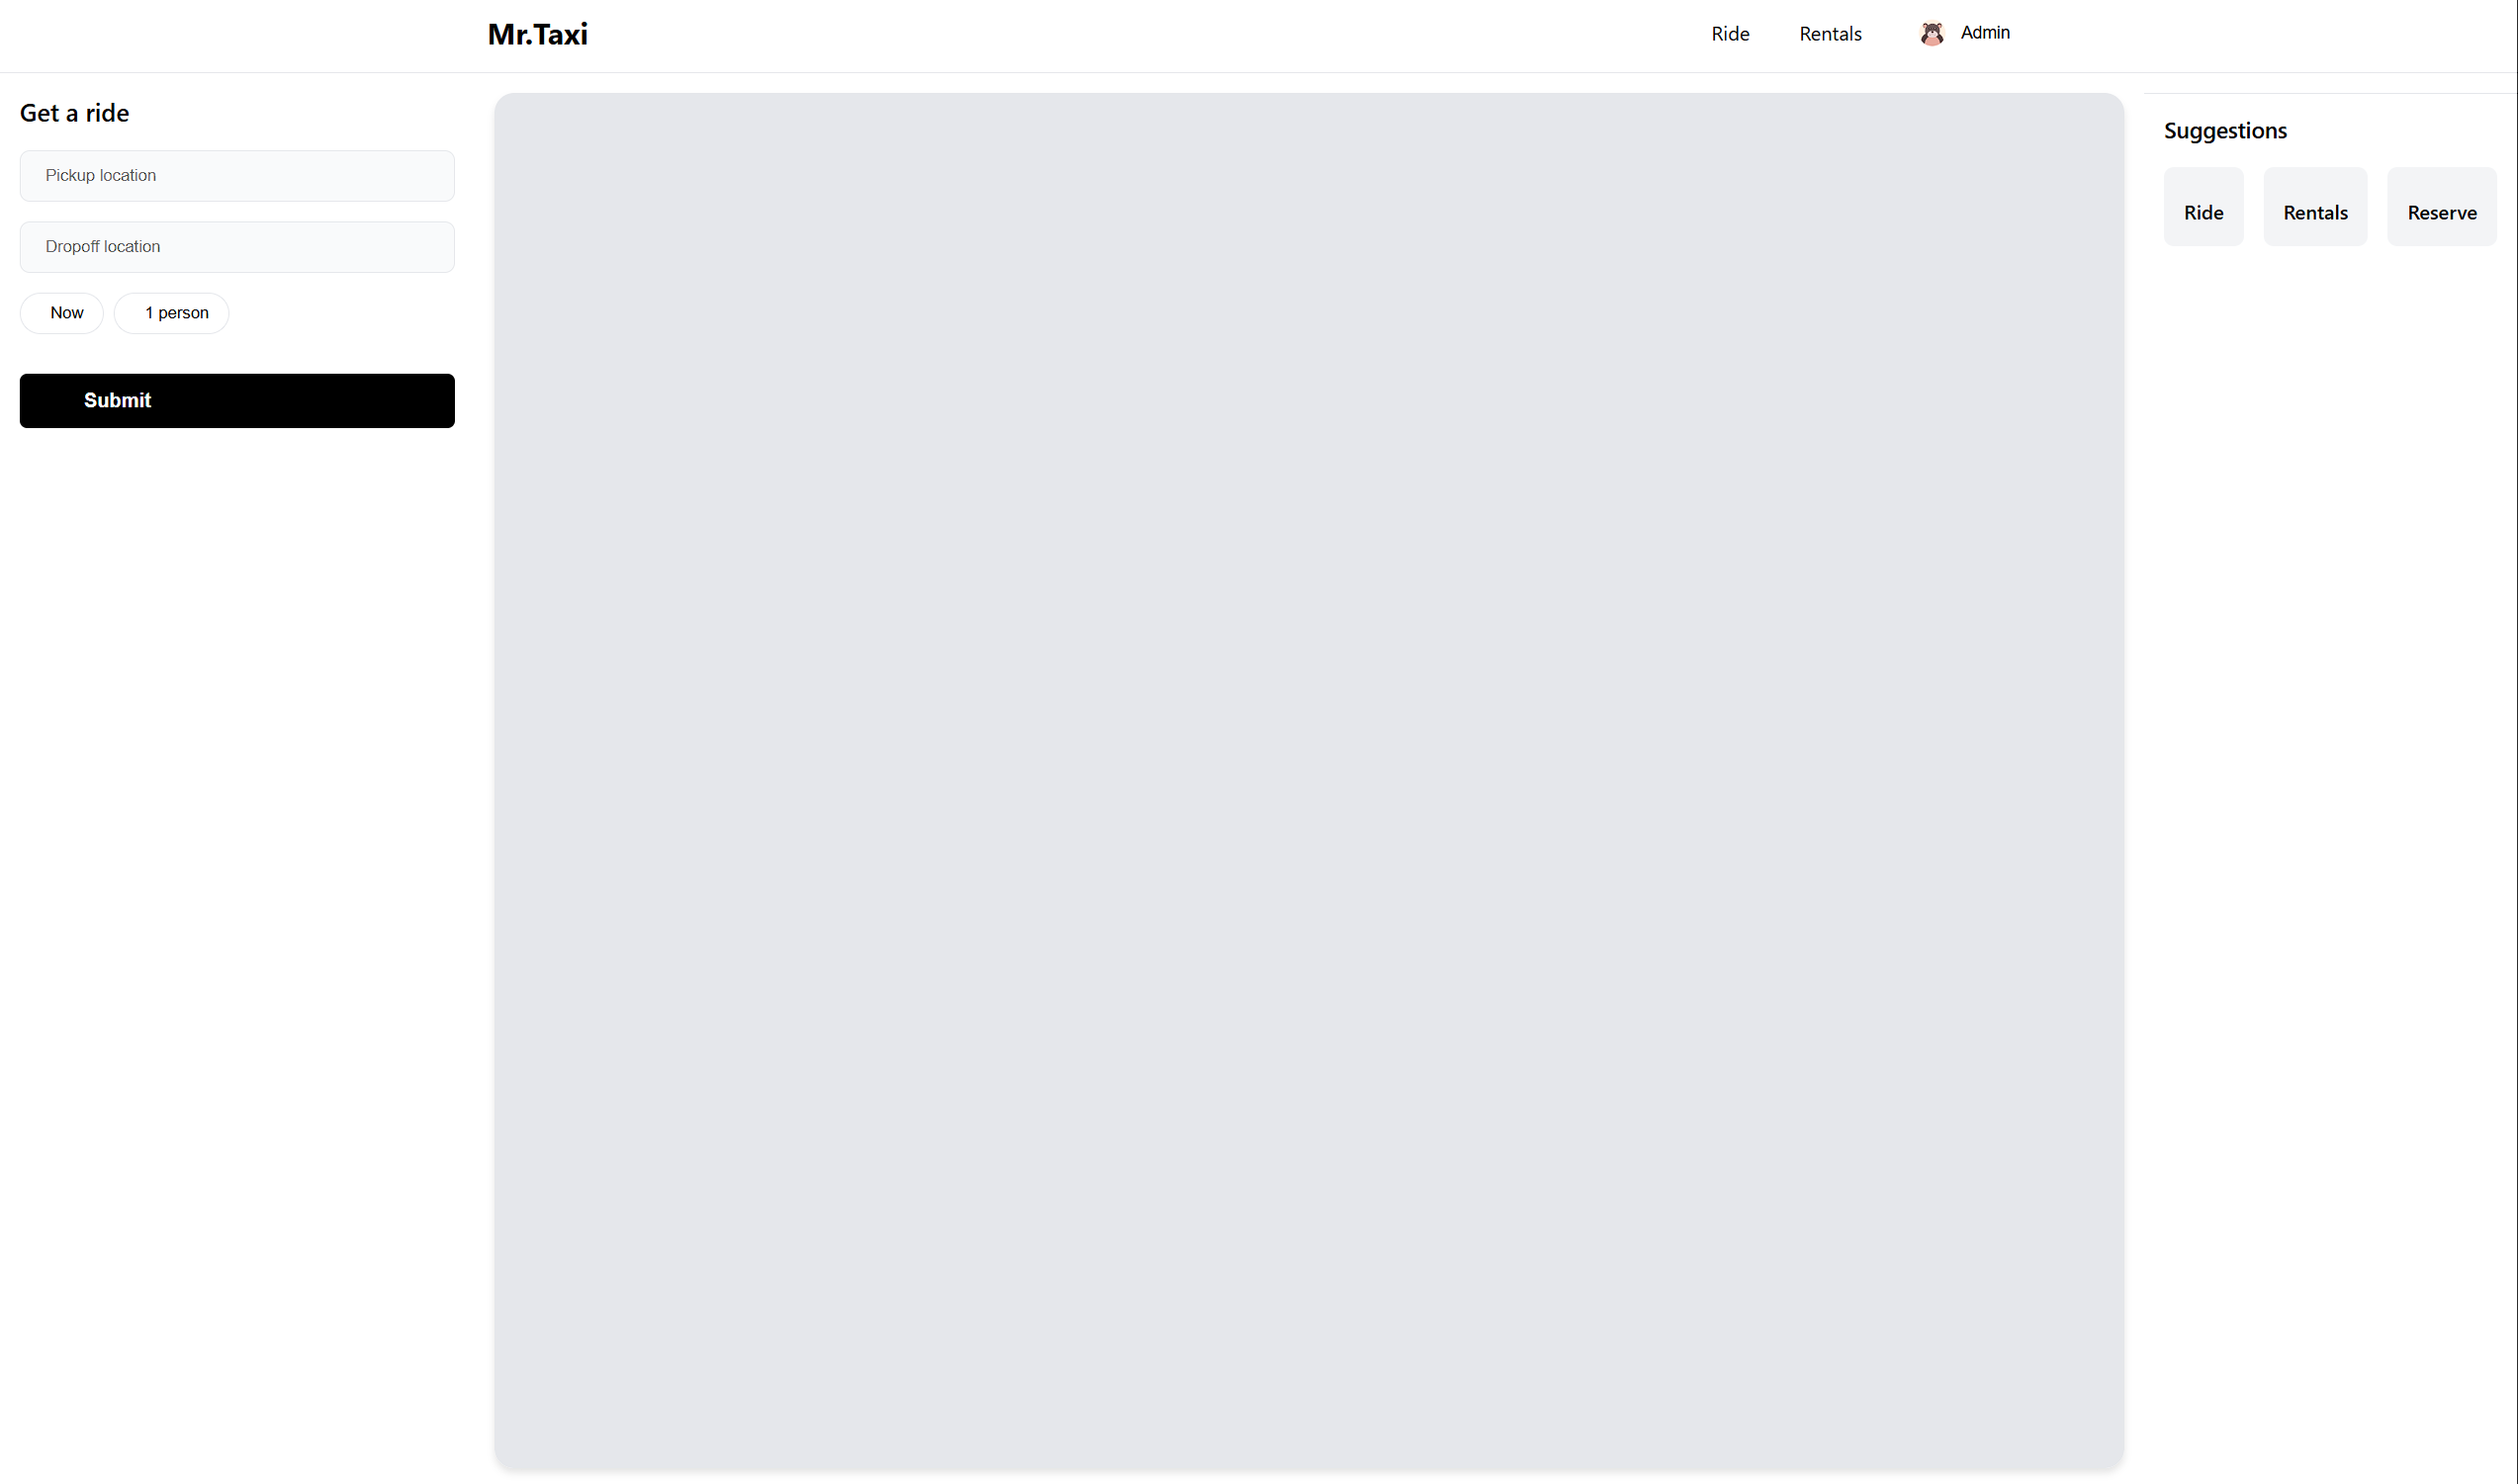 Mr.Taxi
Ride
Rentals
Admin
Get a ride
Pickup location
Dropoff location
Now
1 person
Submit
Suggestions
Ride
Rentals
Reserve